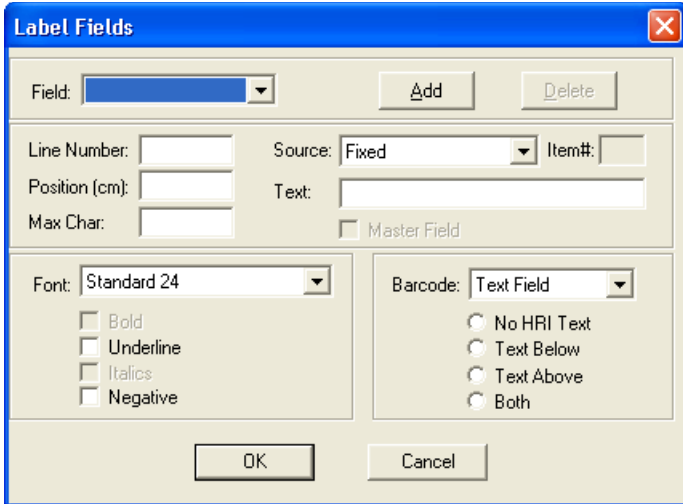 Label Fields
Field: Add Delete
Line Number: Source: Fixed Item#:
Position (cm): Text:
Max Char: Master Field
Font: Standard 24 Barcode: Text Field
Bold No HRI Text
Underline Text Below
Italics Text Above
Negative Both
OK Cancel